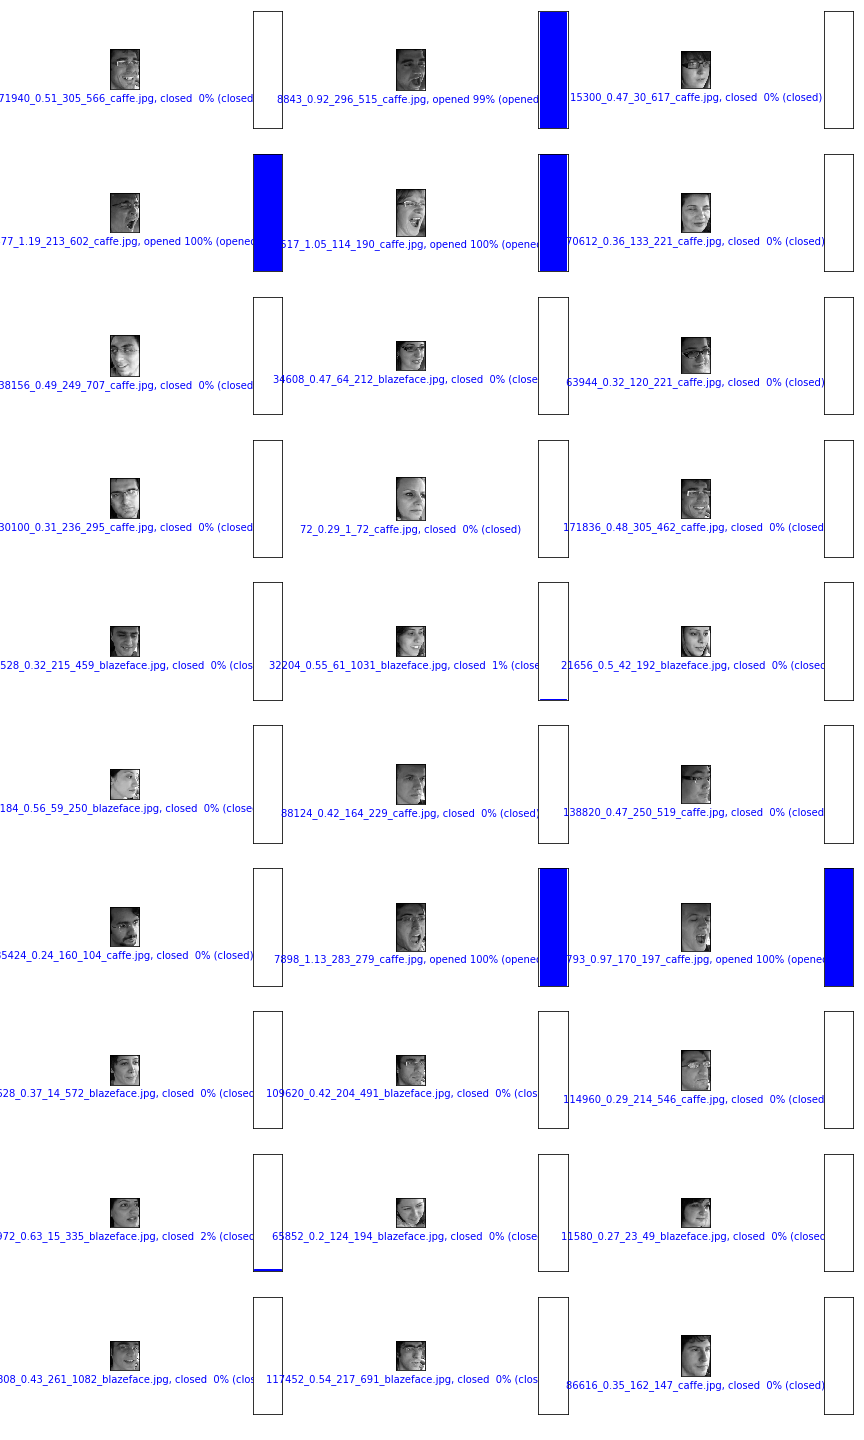 71940_0.51_305_566_caffe.jpg, closed 0% (closed
8843_0.92_296_515_caffe.jpg, opened 99% (opened
15300_0.47_30_617_caffe.jpg, closed 0% (closed)
77_1.19_213_602_caffe.jpg, opened 100% (opened
517_1.05_114_190_caffe.jpg, opened 100% (opened
70612_0.36_133_221_caffe.jpg, closed 0% (closed)
38156_0.49_249_707_caffe.jpg, closed 0% (closed
34608_0.47_64_212_blazeface.jpg, closed 0% (close
63944_0.32_120_221_caffe.jpg, closed 0% (closed)
30100_0.31_236_295_caffe.jpg, closed 0% (closed
72_0.29_1_72_caffe.jpg, closed 0% (closed)
171836_0.48_305_462_caffe.jpg, closed 0% (closed
528_0.32_215_459_blazeface.jpg, closed 0% (clos
32204_0.55_61_1031_blazeface.jpg, closed 1% (close
21656_0.5_42_192_blazeface.jpg, closed 0% (closed
184_0.56_59_250_blazeface.jpg, closed 0% (close
88124_0.42_164_229_caffe.jpg, closed 0% (closed)
138820_0.47_250_519_caffe.jpg, closed 0% (closed
35424_0.24_160_104_caffe.jpg, closed 0% (closed)
7898_1.13_283_279_caffe.jpg, opened 100% (opened
793_0.97_170_197_caffe.jpg, opened 100% (opened
628_0.37_14_572_blazeface.jpg, closed 0% (closed
109620_0.42_204_491_blazeface.jpg, closed 0% (clos
114960_0.29_214_546_caffe.jpg, closed 0% (closed
972_0.63_15_335_blazeface.jpg, closed 2% (closed
65852_0.2_124_194_blazeface.jpg, closed 0% (close
11580_0.27_23_49_blazeface.jpg, closed 0% (closed
308_0.43_261_1082_blazeface.jpg, closed 0% (clos
117452_0.54_217_691_blazeface.jpg, closed 0% (clos
86616_0.35_162_147_caffe.jpg, closed 0% (closed)